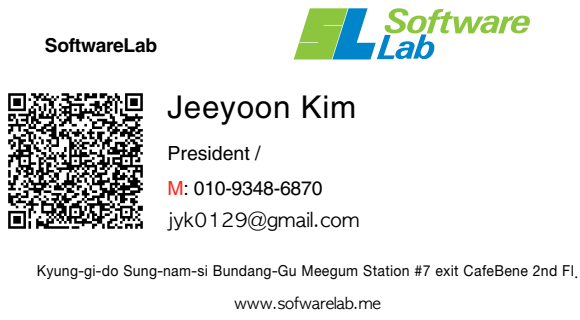 SoftwareLab
SL Software
Lab
Jeeyoon Kim
President /
M: 010-9348-6870
jyk0129@gmail.com
Kyung-gi-do Sung-nam-si Bundang-Gu Meegum Station #7 exit CafeBene 2nd Fl.
www.sofwarelab.me